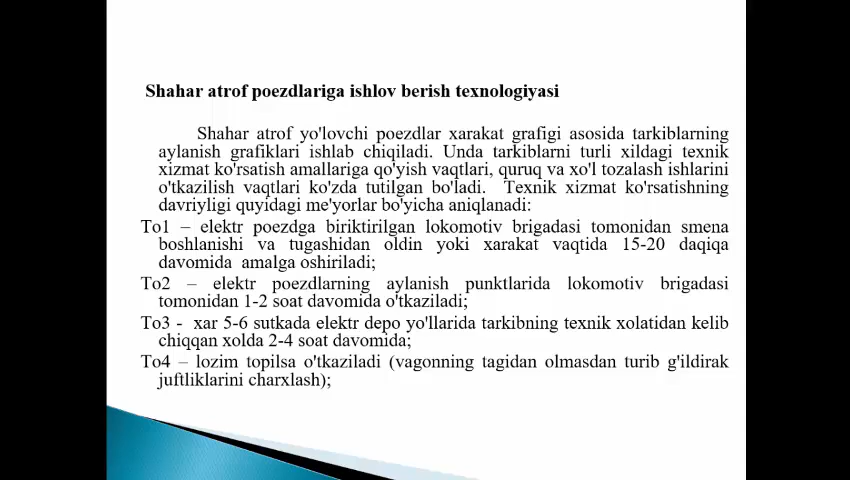 Shahar atrof poezdlariga ishlov berish texnologiyasi
Shahar atrof yo'lovchi poezdlar xarakat grafigi asosida tarkiblarning
aylanish grafiklari ishlab chiqiladi. Unda tarkiblarni turli xildagi texnik
xizmat ko'rsatish amallariga qo'yish vaqtlari, quruq va xo'l tozalash ishlarini
o'tkazilish vaqtlari ko'zda tutilgan bo'ladi. Texnik xizmat ko'rsatishning
davriyligi quyidagi me'yorlar bo'yicha aniqlanadi:
To1 – elektr poezdga biriktirilgan lokomotiv brigadasi tomonidan smena
boshlanishi va tugashidan oldin yoki xarakat vaqtida 15-20 daqiqa
davomida amalga oshiriladi;
To2 – elektr poezdlarning aylanish punktlarida lokomotiv brigadasi
tomonidan 1-2 soat davomida o'tkaziladi;
To3 - xar 5-6 sutkada elektr depo yo'llarida tarkibning texnik xolatidan kelib
chiqqan xolda 2-4 soat davomida;
To4 – lozim topilsa o'tkaziladi (vagonning tagidan olmasdan turib g'ildirak
juftliklarini charxlash);